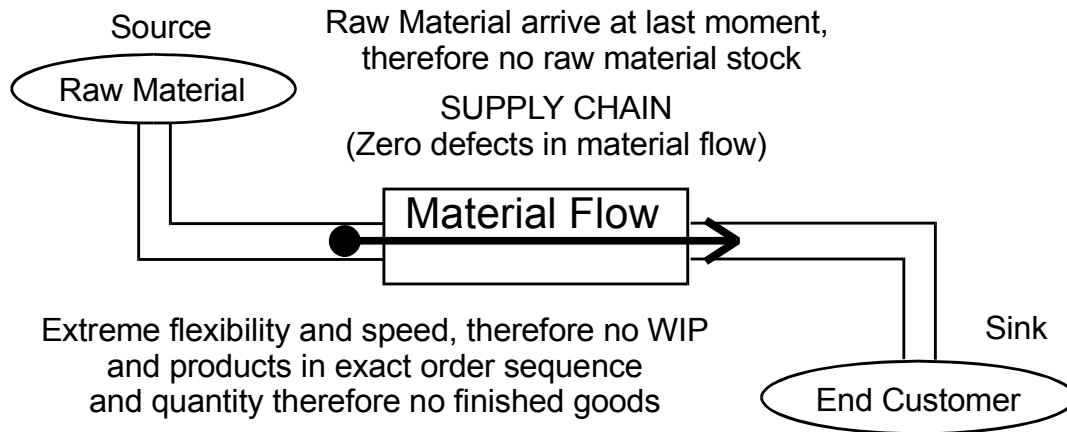 Source
Raw Material
Raw Material arrive at last moment,
therefore no raw material stock
SUPPLY CHAIN
(Zero defects in material flow)
Material Flow
Extreme flexibility and speed, therefore no WIP
and products in exact order sequence
and quantity therefore no finished goods
Sink
End Customer